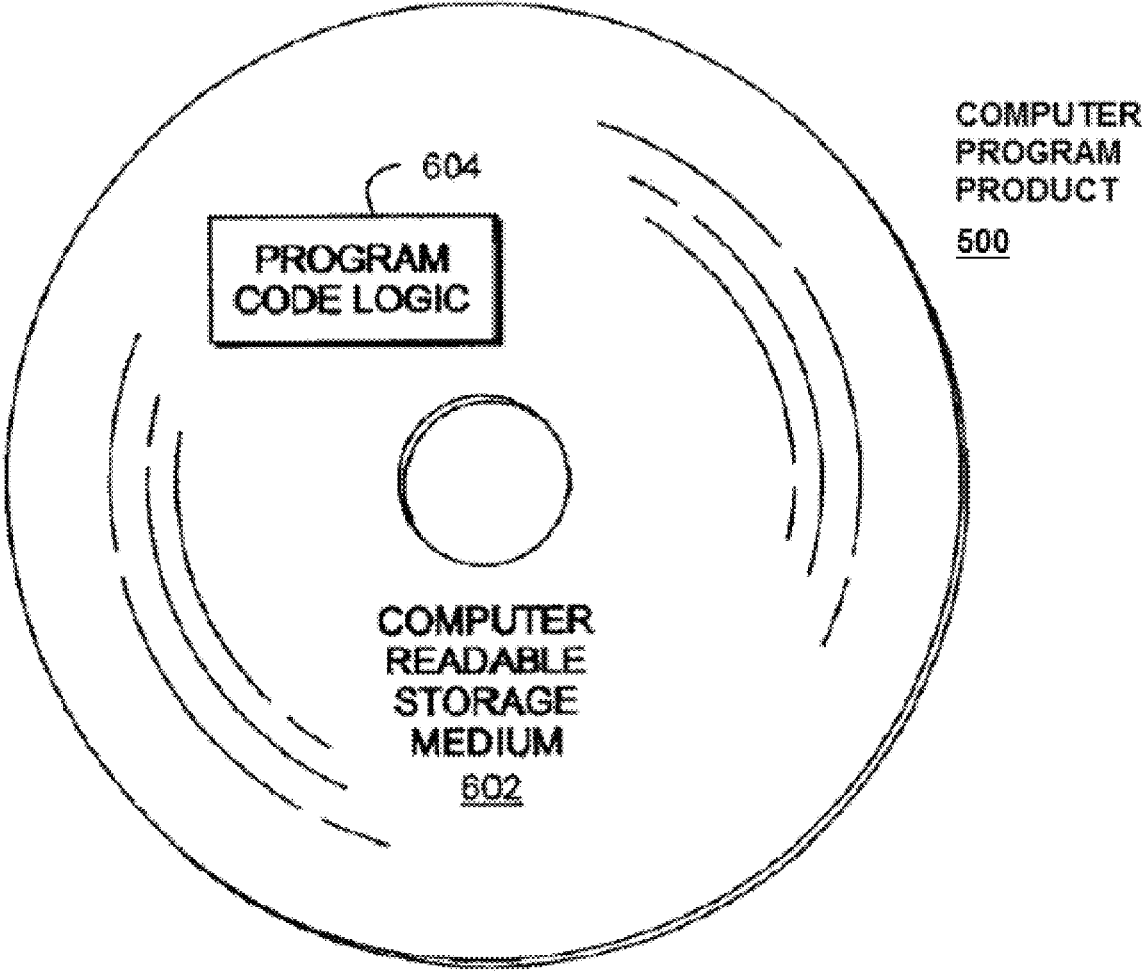 604
PROGRAM
CODE LOGIC
COMPUTER
PROGRAM
PRODUCT
500
COMPUTER
READABLE
STORAGE
MEDIUM
602